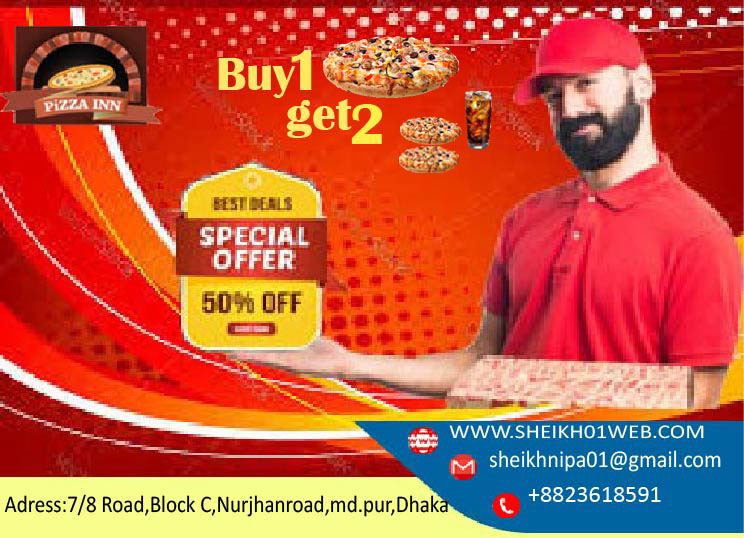 PiZZA INN
Buy1
get2
BEST DEALS
SPECIAL
OFFER
50% OFF
WWW.SHEIKH01WEB.COM
sheikhnipa01@gmail.com
+8823618591
Adress:7/8 Road,Block C,Nurjhanroad,md.pur,Dhaka